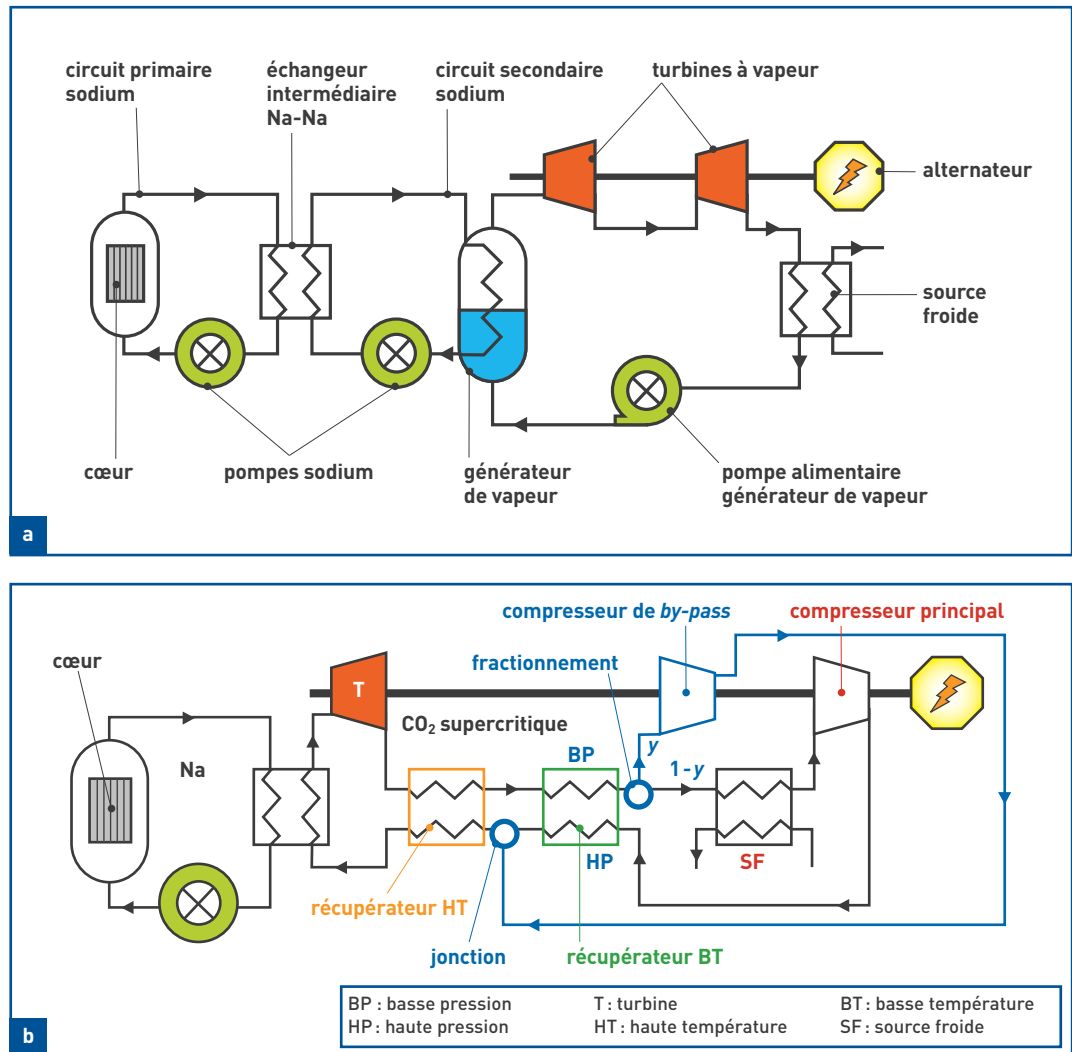 circuit primaire
sodium
échangeur
intermédiaire
Na-Na
circuit secondaire
sodium
turbines à vapeur
alternateur
source
froide
cœur
pompes sodium
générateur
de vapeur
pompe alimentaire
générateur de vapeur
a
compresseur de by-pass
compresseur principal
cœur
fractionnement
T
CO₂ supercritique
Na
BP
y
1-y
HP
SF
récupérateur HT
jonction
récupérateur BT
BP : basse pression
T : turbine
BT : basse température
HP : haute pression
HT : haute température
SF : source froide
b